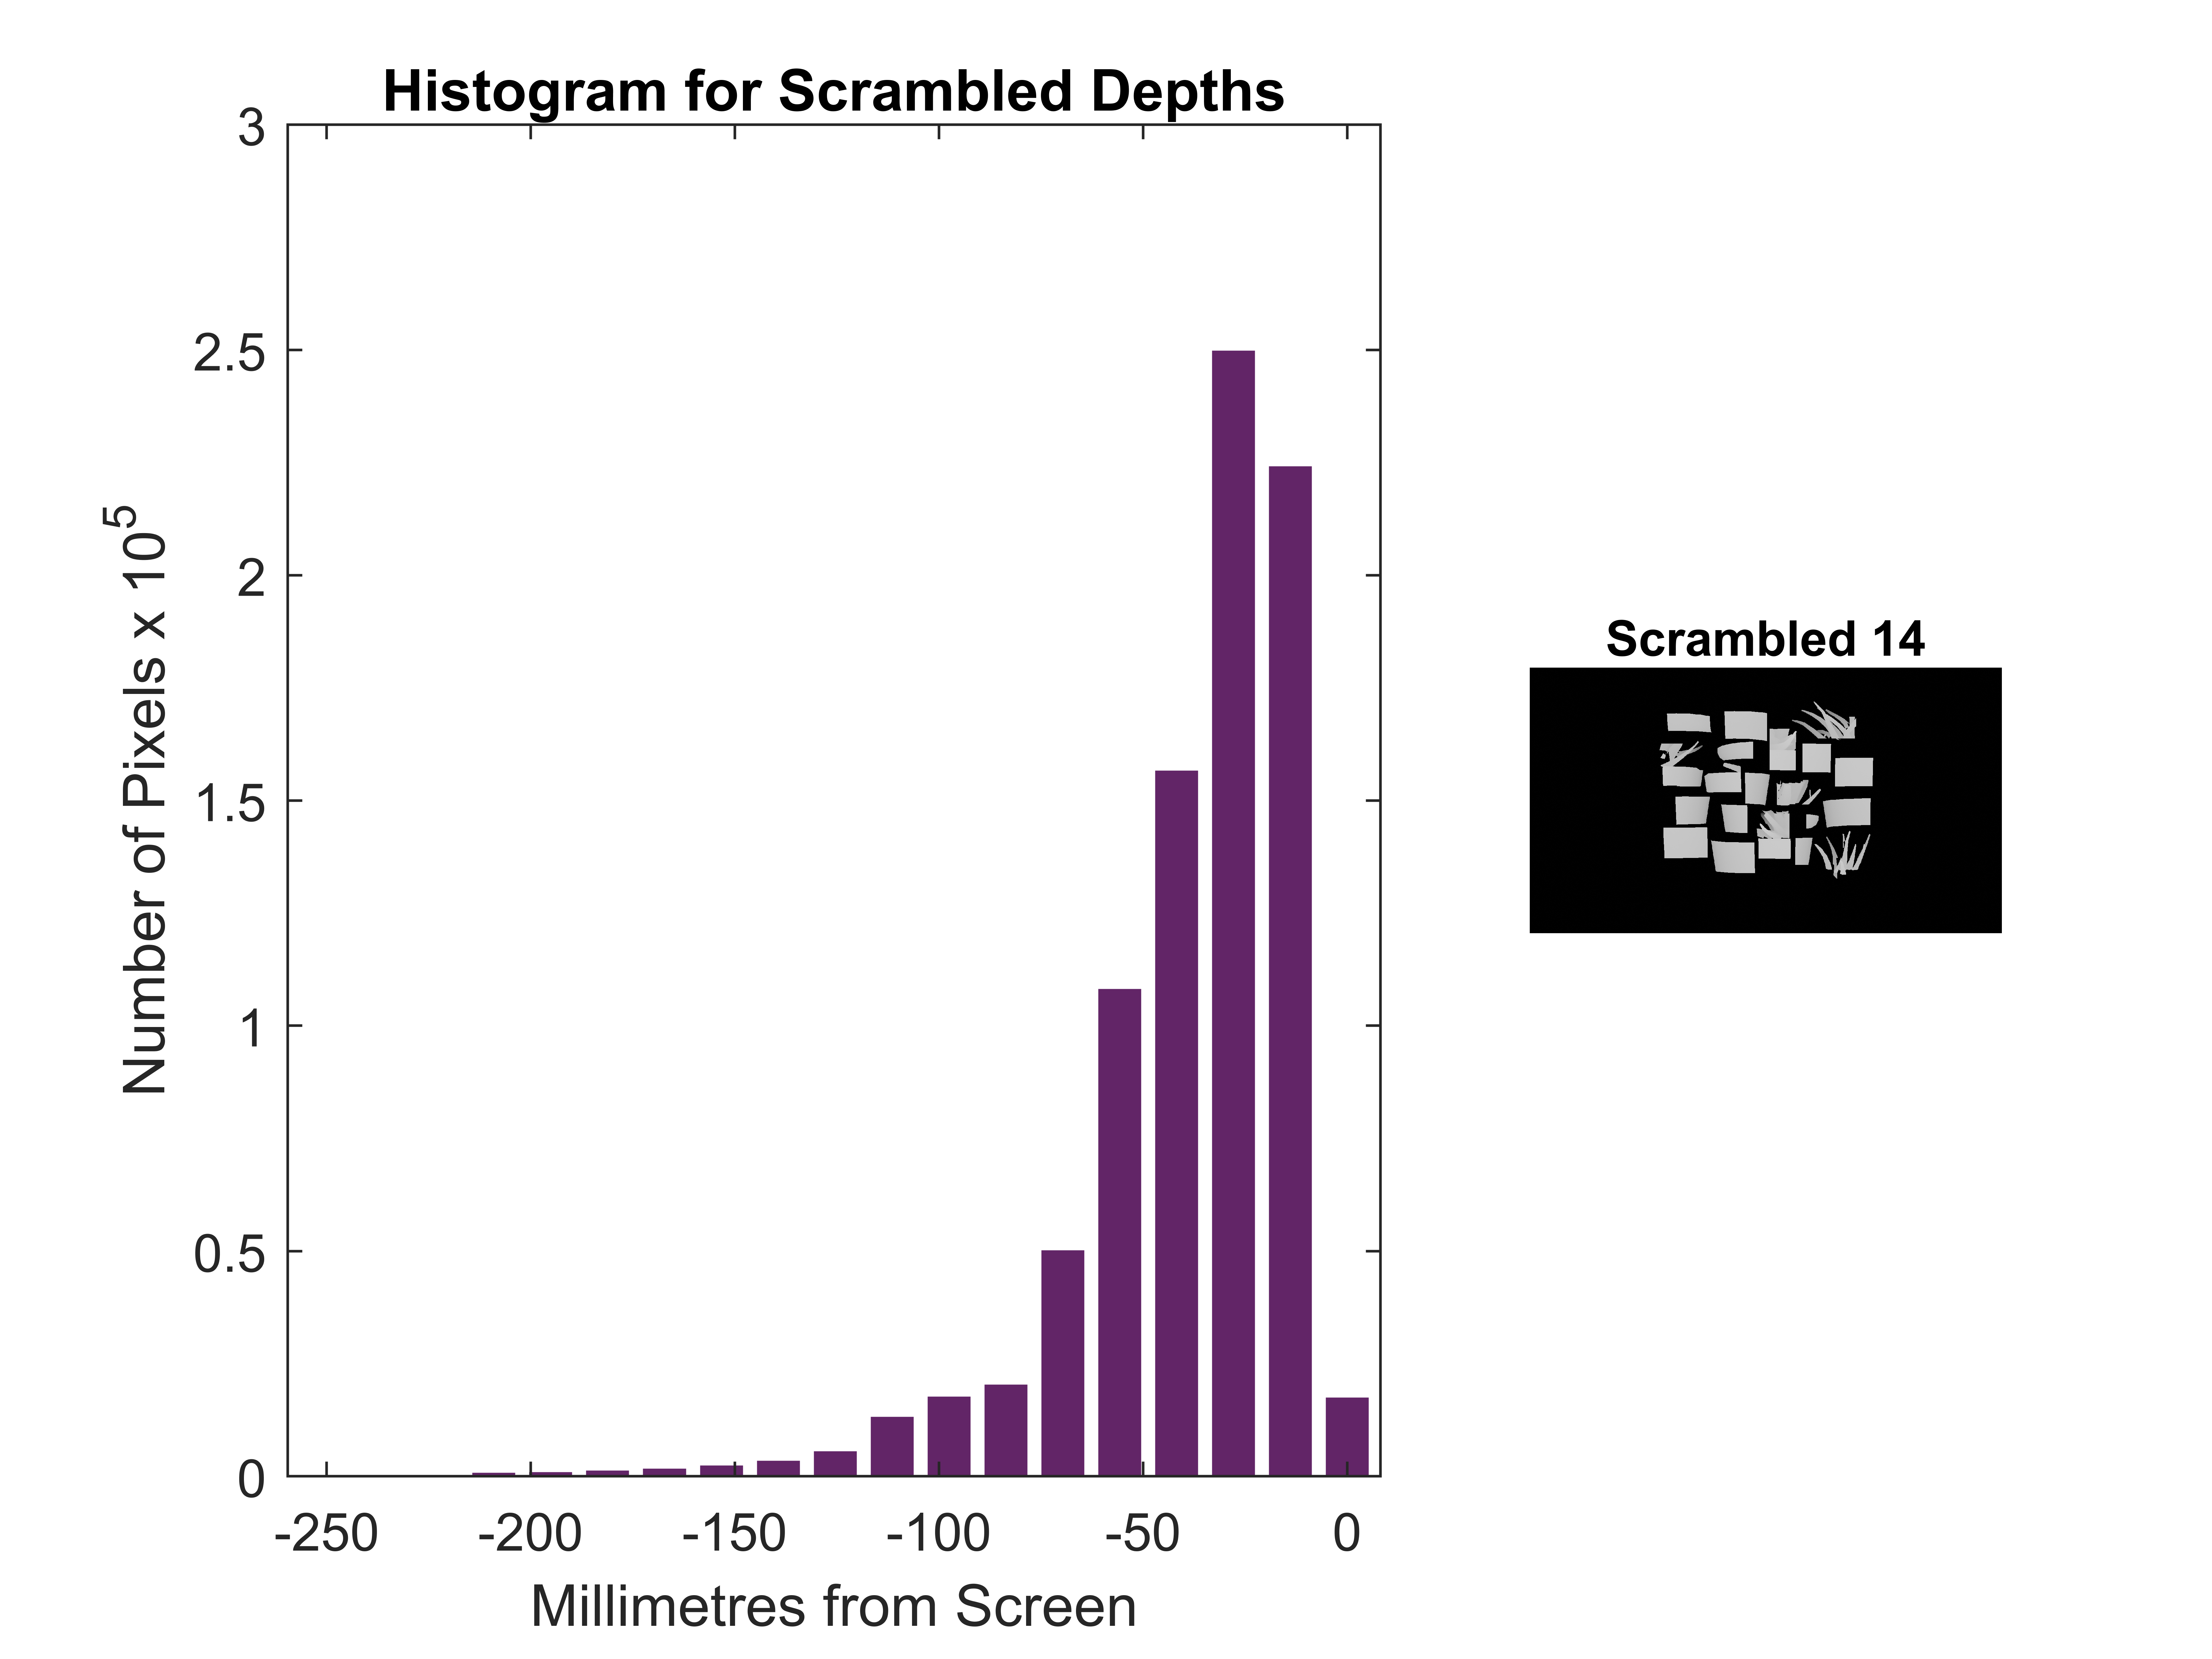 Histogram for Scrambled Depths
3
2.5
2
1.5
1
0.5
0
Number of Pixels x 10^5
-250 -200 -150 -100 -50 0
Millimetres from Screen
Scrambled 14